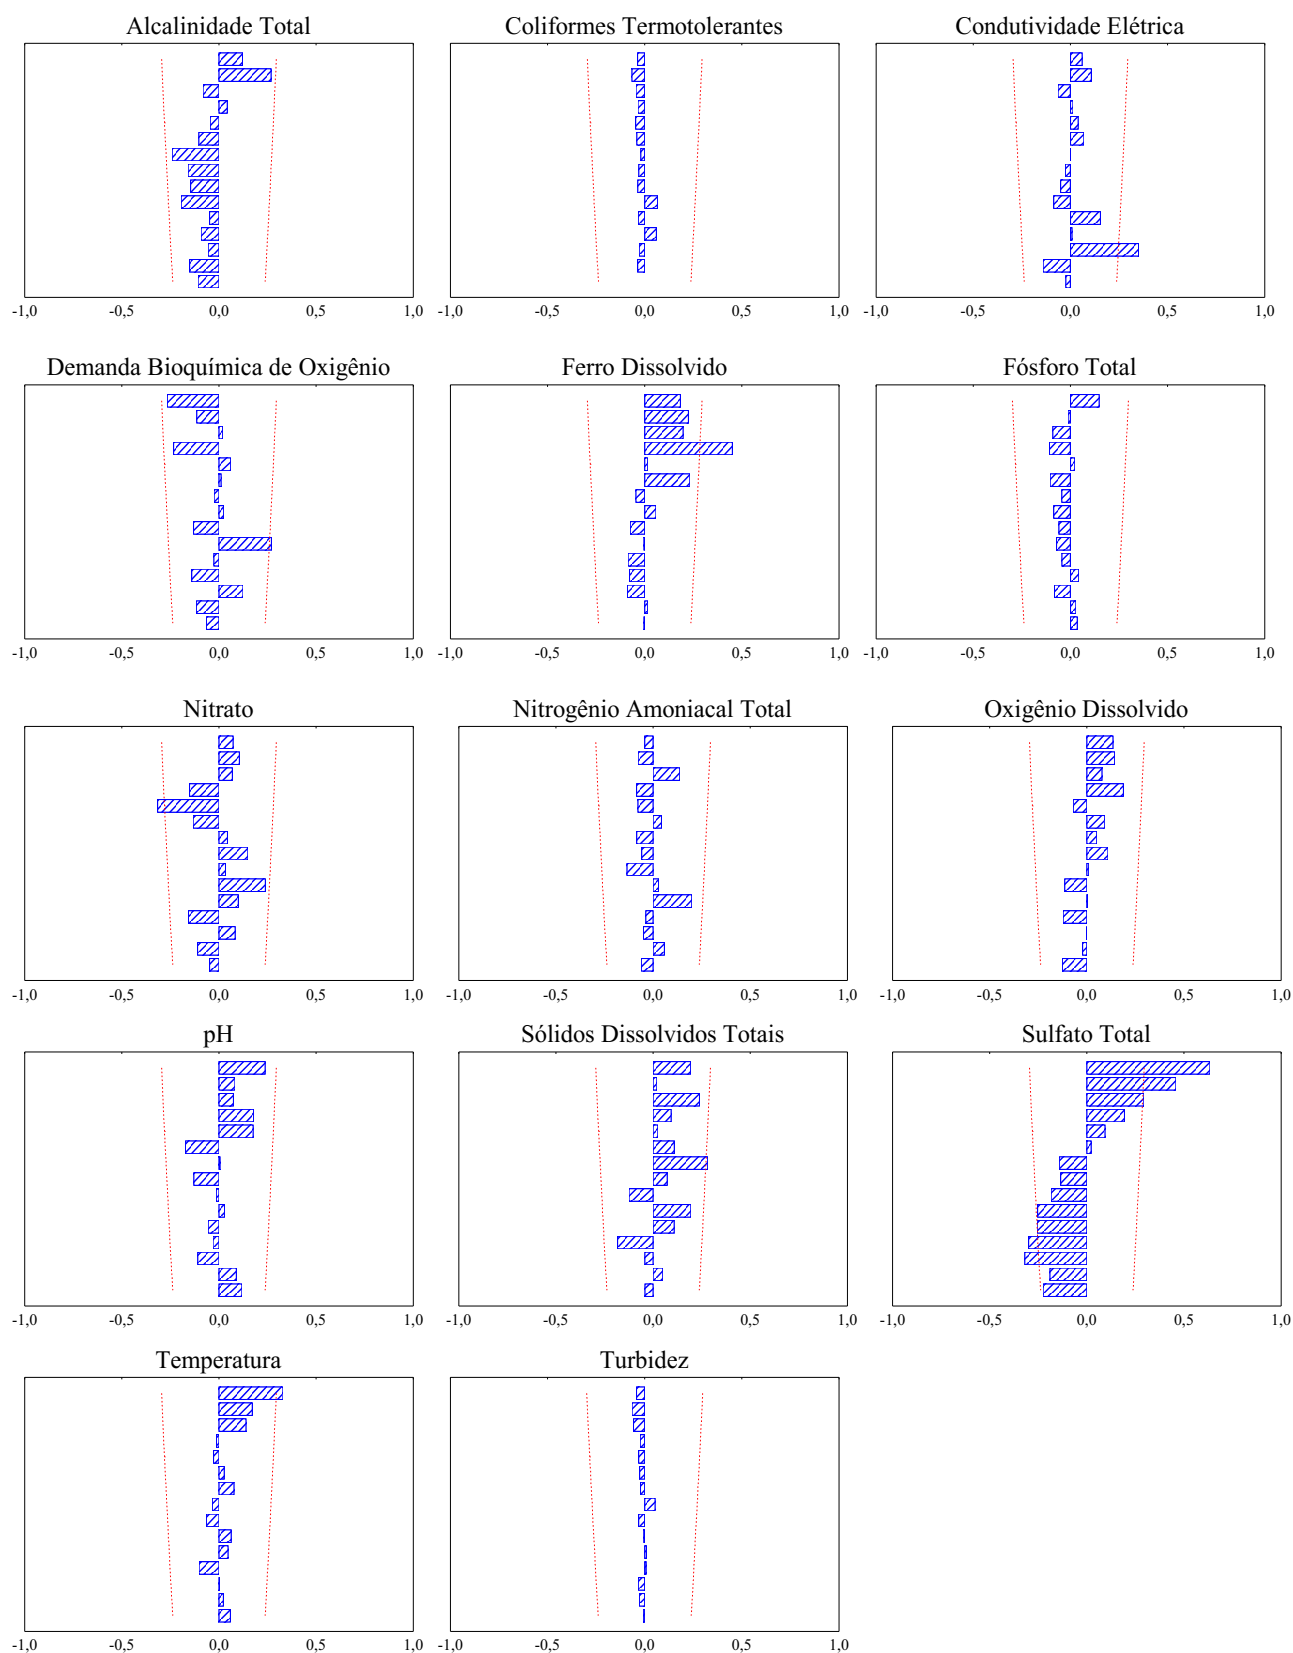 Alcalinidade Total Coliformes Termotolerantes Condutividade Elétrica
-1,0 -0,5 0,0 0,5 1,0 -1,0 -0,5 0,0 0,5 1,0 -1,0 -0,5 0,0 0,5 1,0
Demanda Bioquímica de Oxigênio Ferro Dissolvido Fósforo Total
-1,0 -0,5 0,0 0,5 1,0 -1,0 -0,5 0,0 0,5 1,0 -1,0 -0,5 0,0 0,5 1,0
Nitrato Nitrogênio Amoniacal Total Oxigênio Dissolvido
-1,0 -0,5 0,0 0,5 1,0 -1,0 -0,5 0,0 0,5 1,0 -1,0 -0,5 0,0 0,5 1,0
pH Sólidos Dissolvidos Totais Sulfato Total
-1,0 -0,5 0,0 0,5 1,0 -1,0 -0,5 0,0 0,5 1,0 -1,0 -0,5 0,0 0,5 1,0
Temperatura Turbidez
-1,0 -0,5 0,0 0,5 1,0 -1,0 -0,5 0,0 0,5 1,0